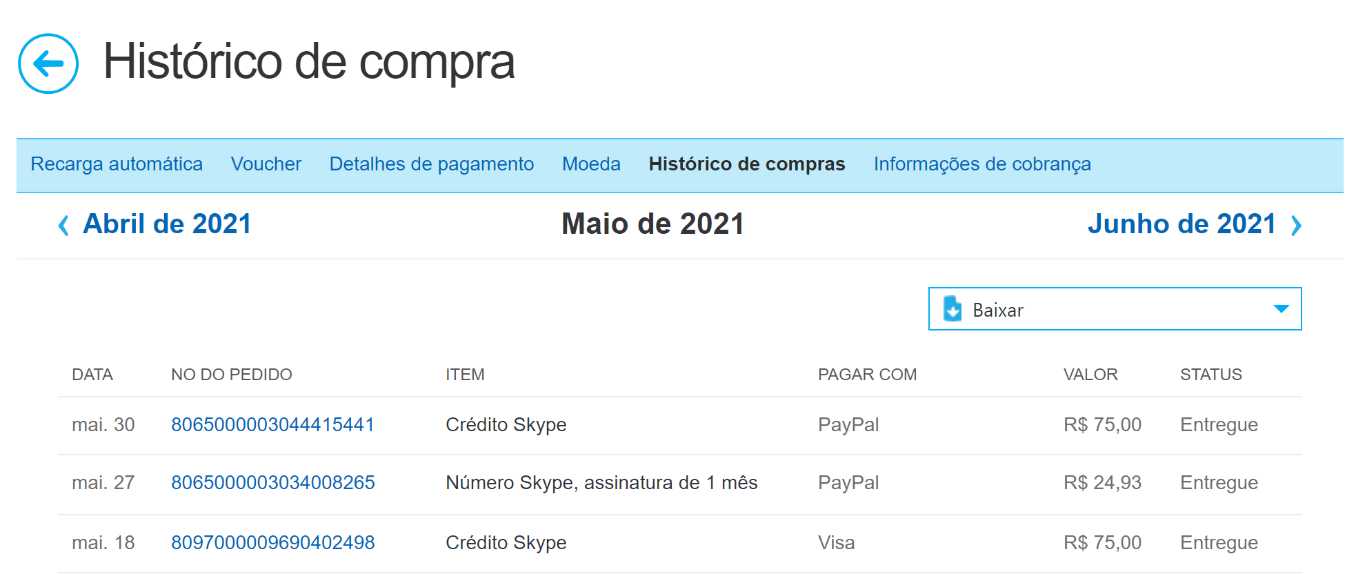 Histórico de compra
Recarga automática Voucher Detalhes de pagamento Moeda Histórico de compras Informações de cobrança
Abril de 2021 Maio de 2021 Junho de 2021
Baixar
DATA NO DO PEDIDO ITEM PAGAR COM VALOR STATUS
mai. 30 8065000003044415441 Crédito Skype PayPal R$ 75,00 Entregue
mai. 27 8065000003034008265 Número Skype, assinatura de 1 mês PayPal R$ 24,93 Entregue
mai. 18 8097000009690402498 Crédito Skype Visa R$ 75,00 Entregue